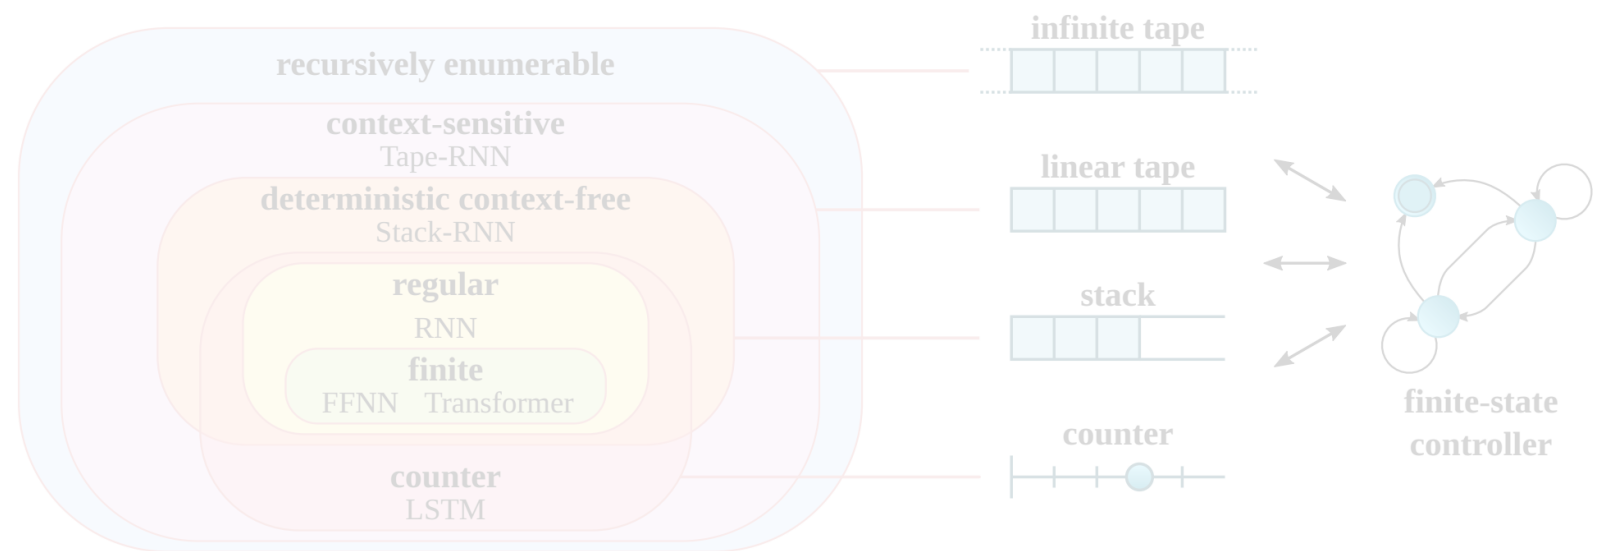 recursively enumerable
context-sensitive
Tape-RNN
deterministic context-free
Stack-RNN
regular
RNN
finite
FFNN Transformer
counter
LSTM
infinite tape
linear tape
stack
counter
finite-state
controller